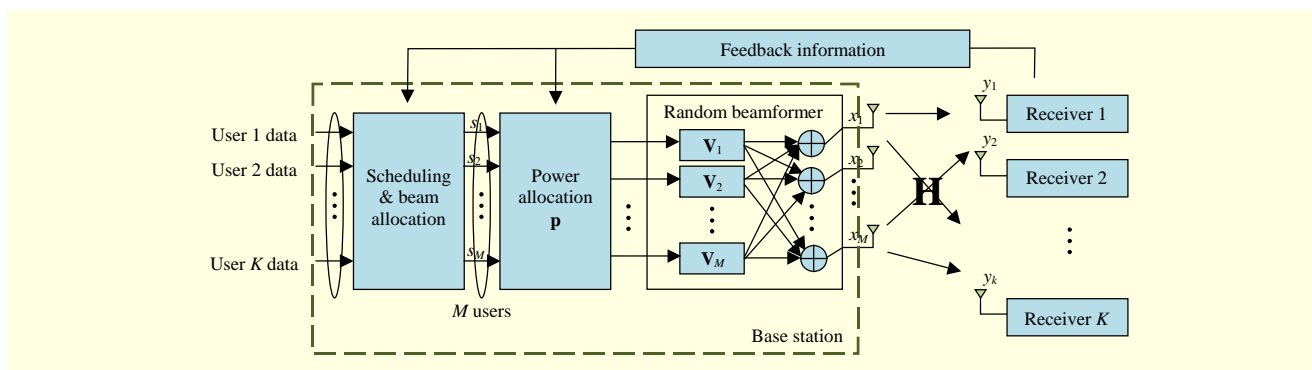 Feedback information
Random beamformer
User 1 data
User 2 data
User K data
Scheduling
& beam
allocation
s1
s2
sM
M users
Power
allocation
p
V1
V2
VM
x1
x2
xM
Base station
H
y1
y2
yk
Receiver 1
Receiver 2
Receiver K